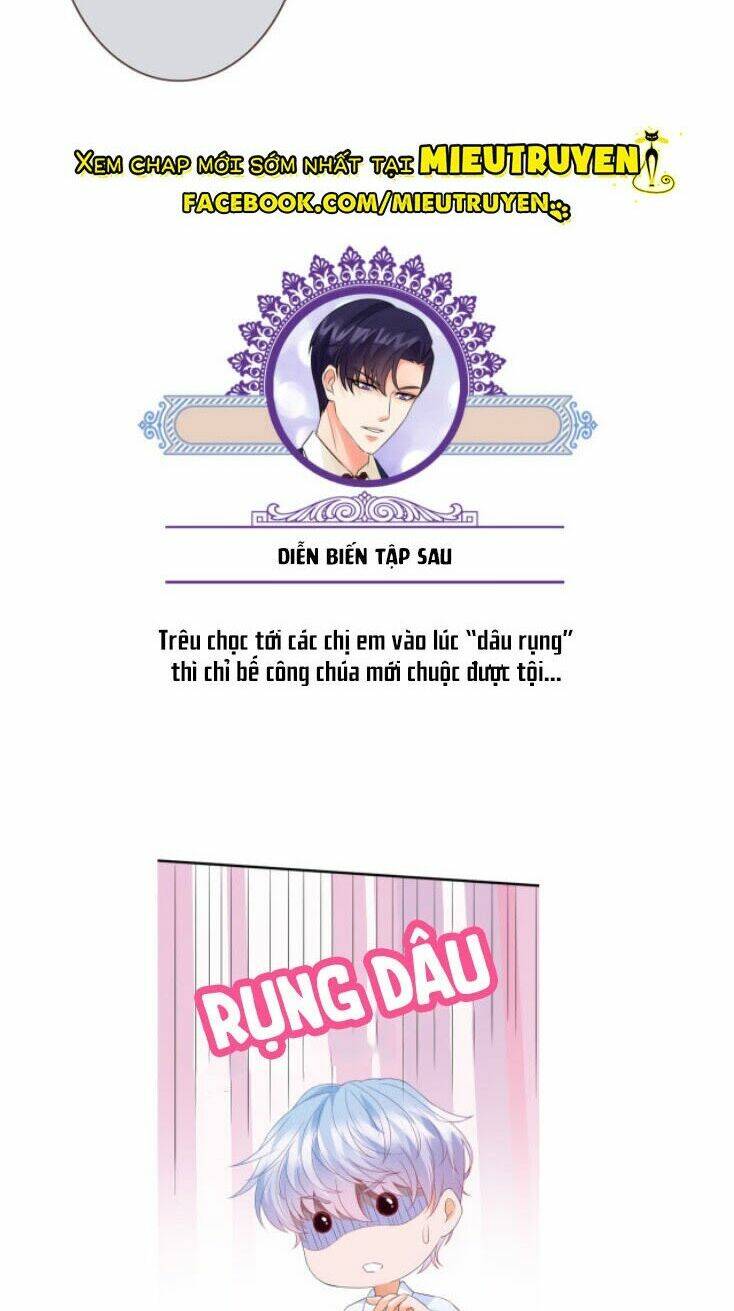 XEM CHAP MỚI SỚM NHẤT TẠI MIEUTRUYEN
FACEBOOK.COM/MIEUTRUYEN
DIỄN BIẾN TẬP SAU
Trêu chọc tới các chị em vào lúc “dâu rụng”
thì chỉ bế công chúa mới chuộc được tội...
RỤNG DÂU